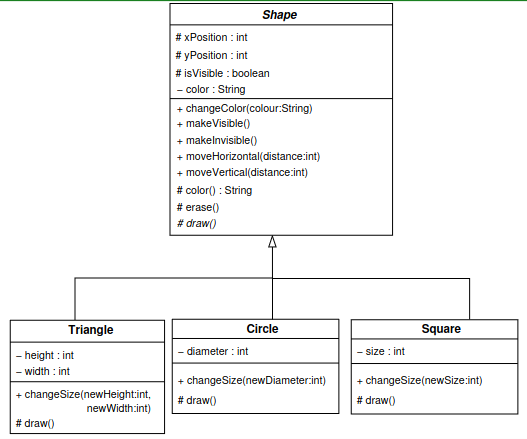 Shape
# xPosition : int
# yPosition : int
# isVisible : boolean
– color : String
+ changeColor(colour:String)
+ makeVisible()
+ makeInvisible()
+ moveHorizontal(distance:int)
+ moveVertical(distance:int)
# color() : String
# erase()
# draw()
Triangle
– height : int
– width : int
+ changeSize(newHeight:int,
newWidth:int)
# draw()
Circle
– diameter : int
+ changeSize(newDiameter:int)
# draw()
Square
– size : int
+ changeSize(newSize:int)
# draw()